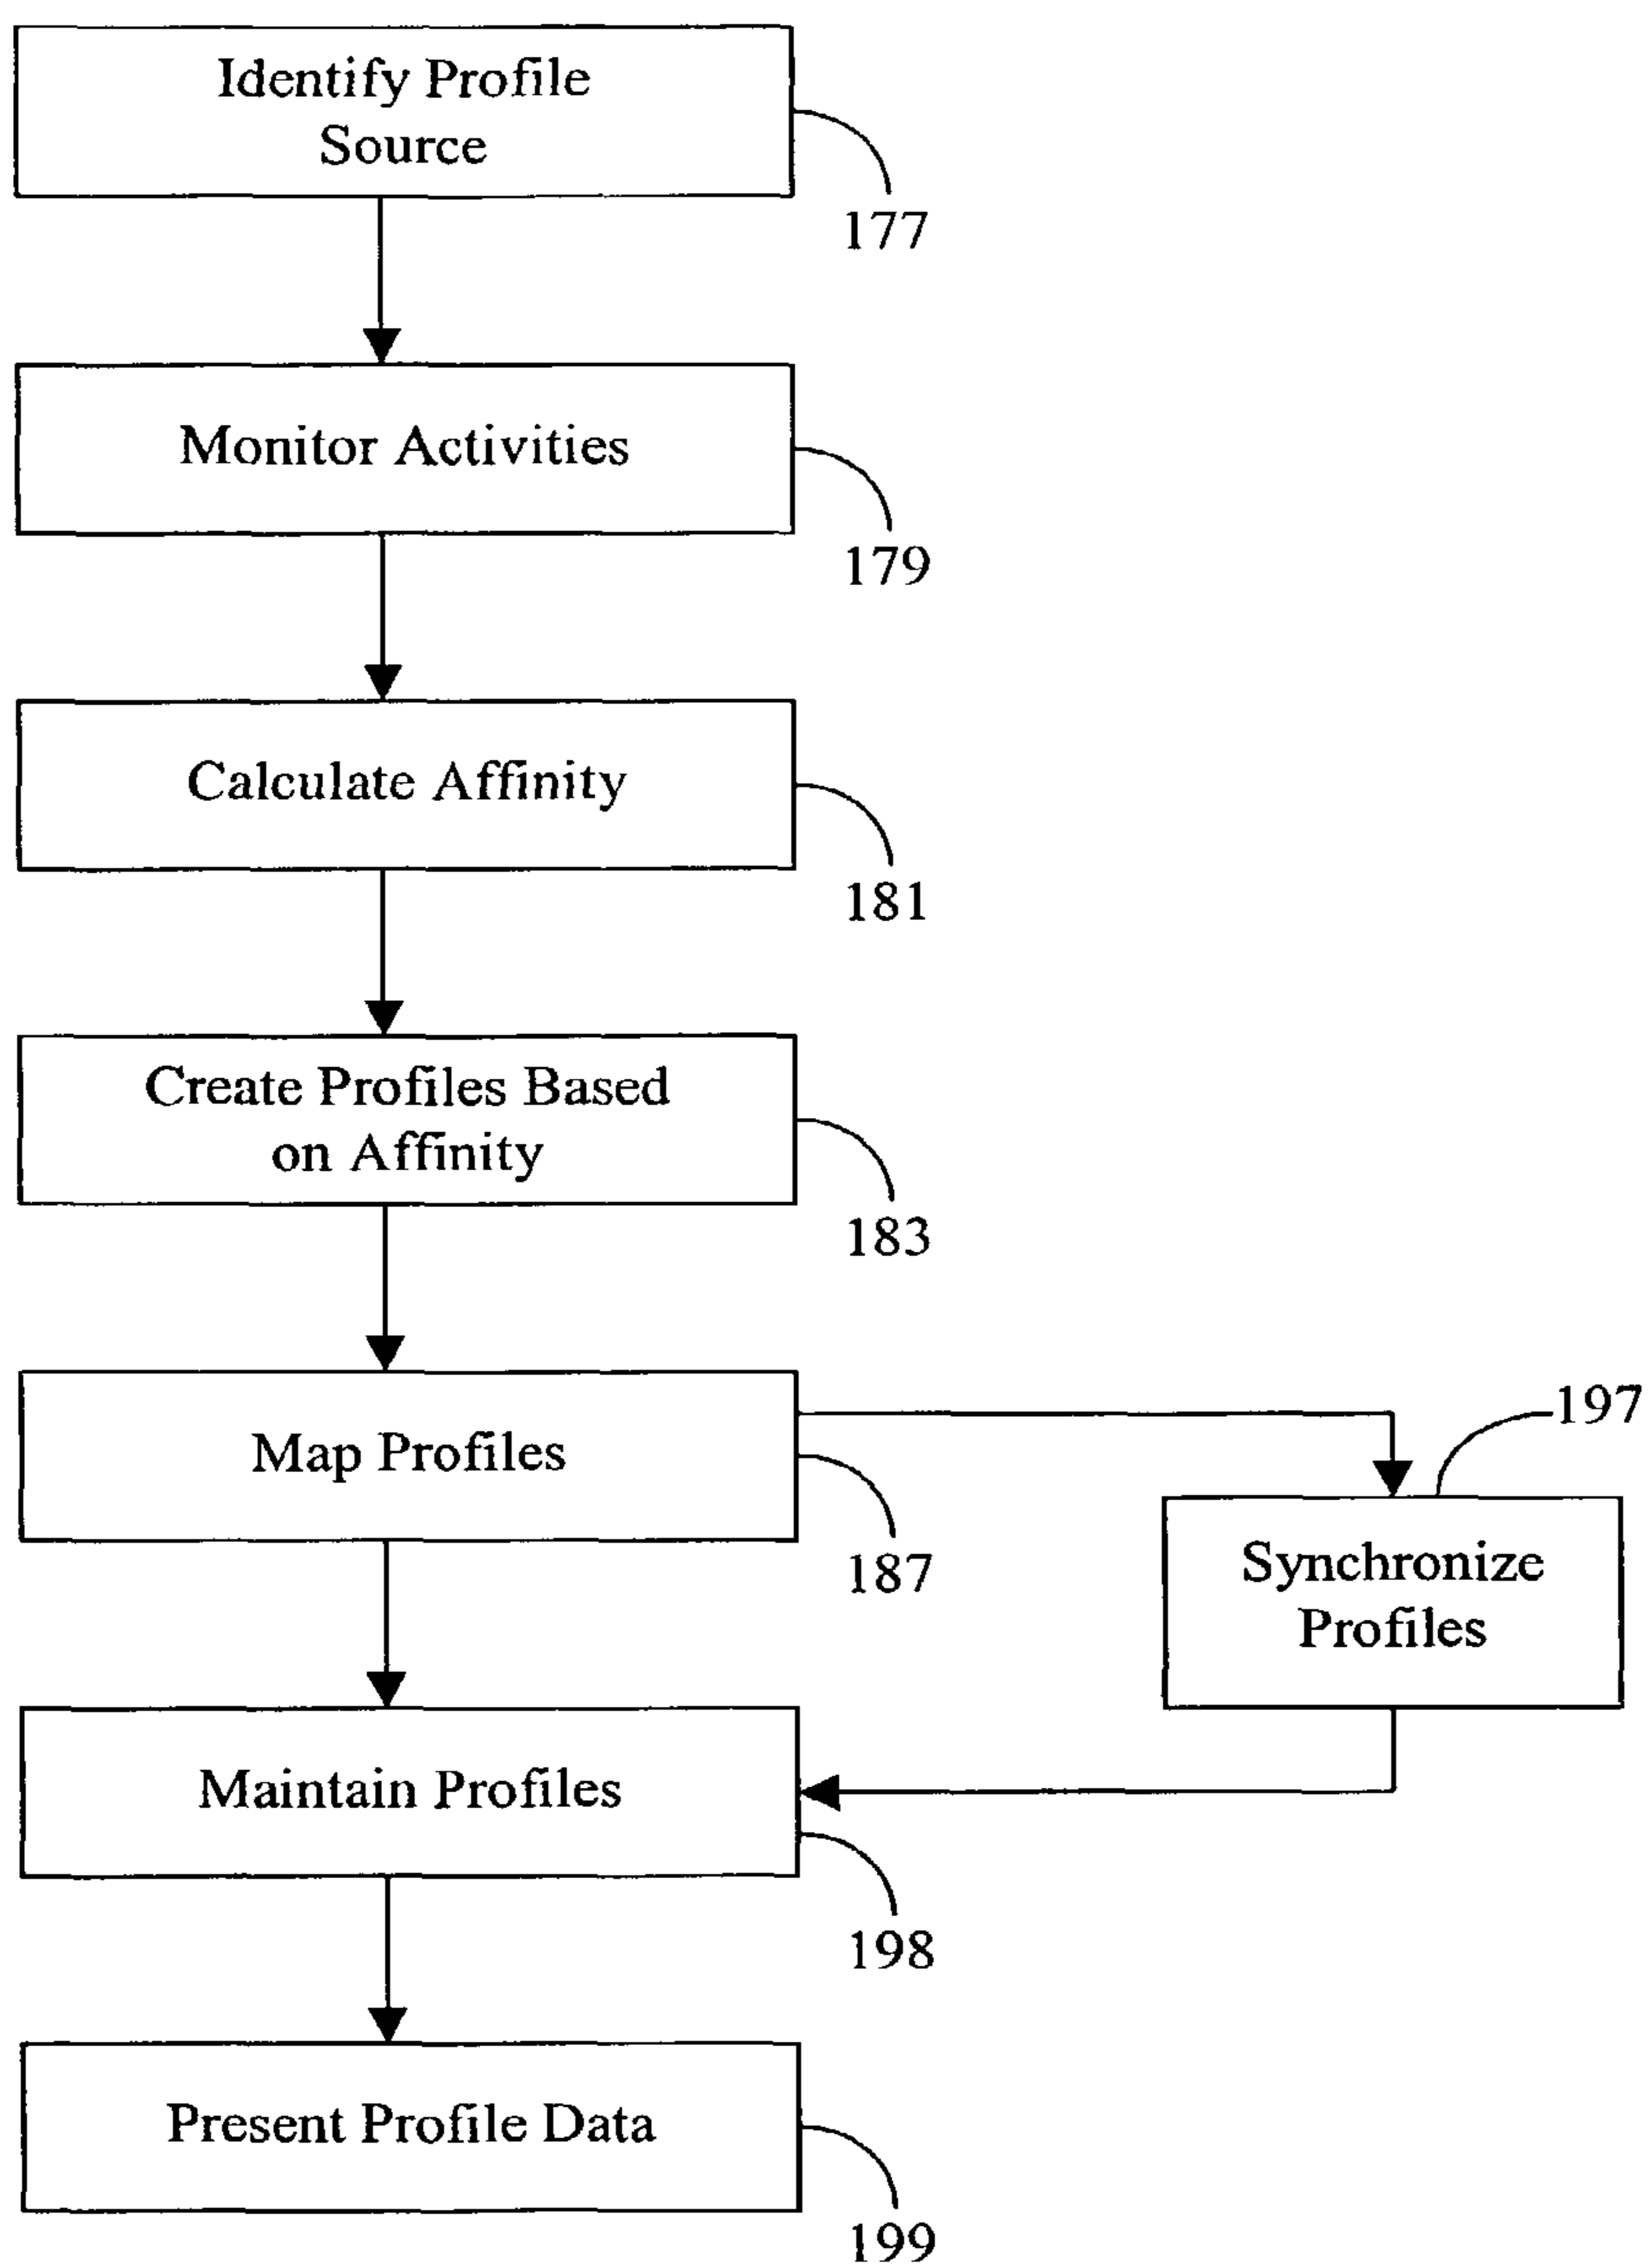 Identify Profile
Source
177
Monitor Activities
179
Calculate Affinity
181
Create Profiles Based
on Affinity
183
Map Profiles
187
197
Synchronize
Profiles
Maintain Profiles
198
Present Profile Data
199